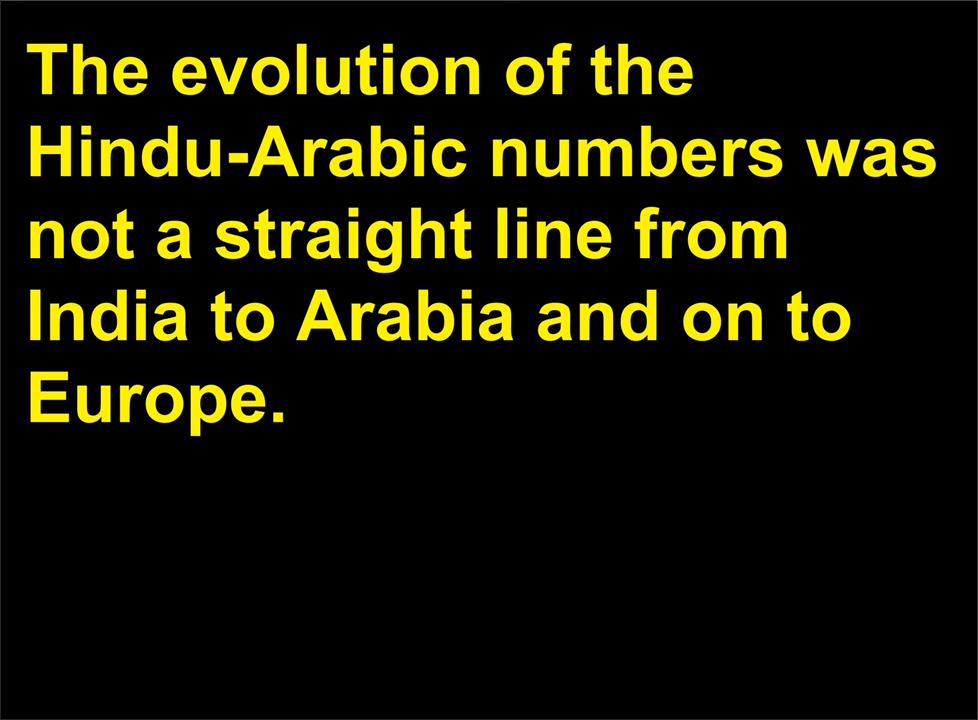 The evolution of the
Hindu-Arabic numbers was
not a straight line from
India to Arabia and on to
Europe.